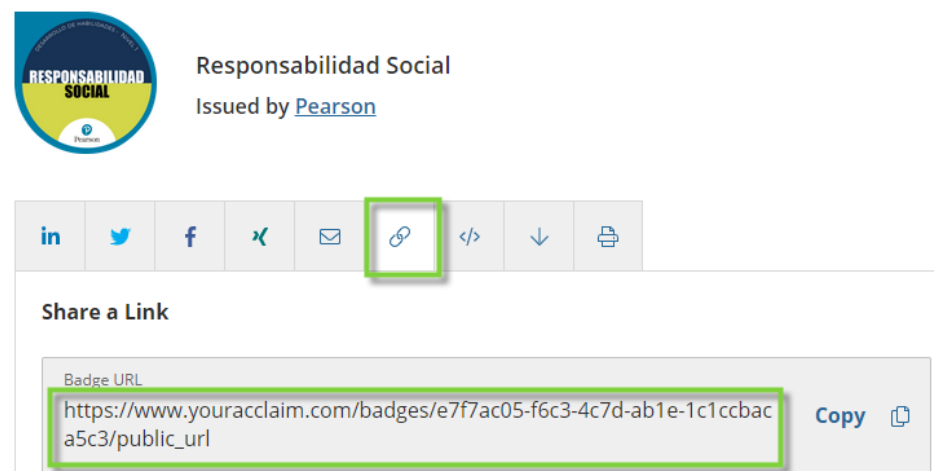 DESARROLLO DE HABILIDADES - NIVEL 1
RESPONSABILIDAD
SOCIAL
Pearson
Responsabilidad Social
Issued by Pearson
in
f
</>
Share a Link
Badge URL
https://www.youracclaim.com/badges/e7f7ac05-f6c3-4c7d-ab1e-1c1ccbac
a5c3/public_url
Copy